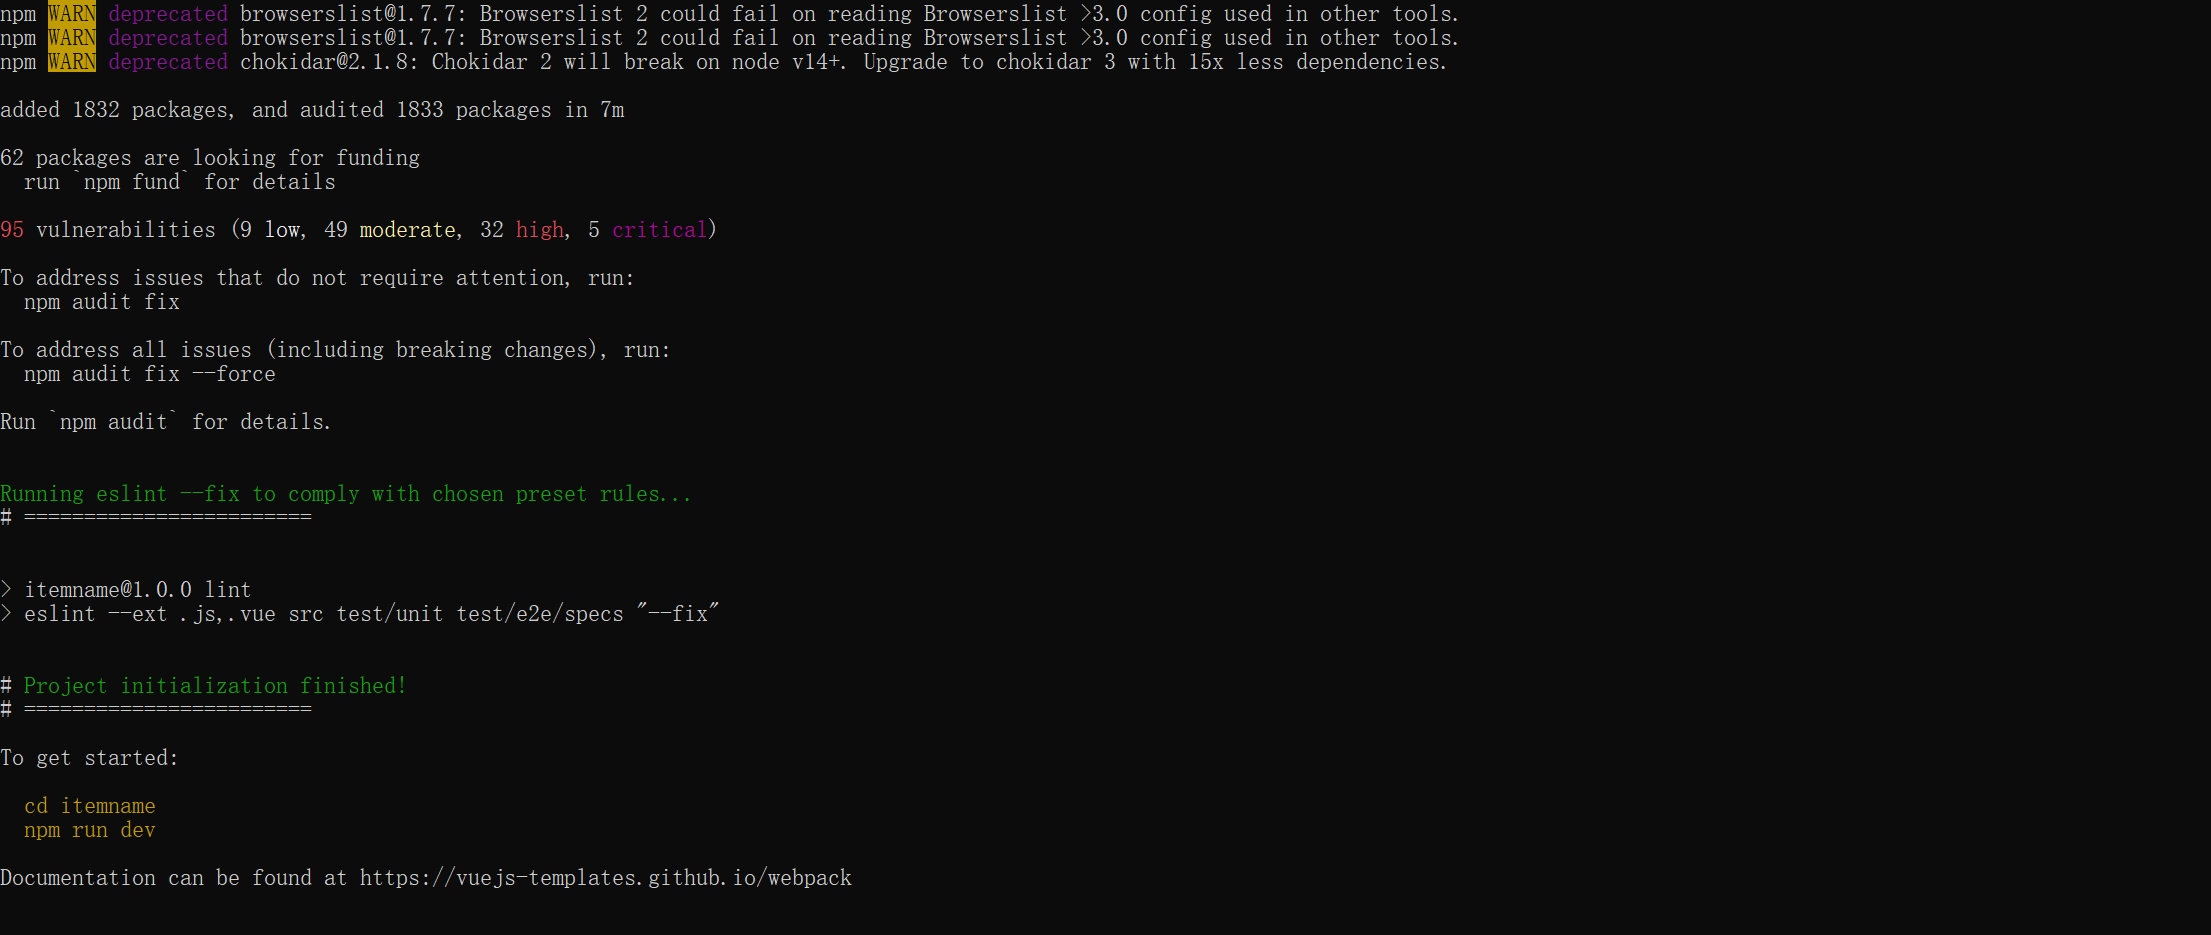 npm WARN deprecated browserslist@1.7.7: Browserslist 2 could fail on reading Browserslist >3.0 config used in other tools.
npm WARN deprecated browserslist@1.7.7: Browserslist 2 could fail on reading Browserslist >3.0 config used in other tools.
npm WARN deprecated chokidar@2.1.8: Chokidar 2 will break on node v14+. Upgrade to chokidar 3 with 15x less dependencies.
added 1832 packages, and audited 1833 packages in 7m
62 packages are looking for funding
  run `npm fund` for details
95 vulnerabilities (9 low, 49 moderate, 32 high, 5 critical)
To address issues that do not require attention, run:
  npm audit fix
To address all issues (including breaking changes), run:
  npm audit fix --force
Run `npm audit` for details.
Running eslint --fix to comply with chosen preset rules...
# ========================
> itemname@1.0.0 lint
> eslint --ext .js,.vue src test/unit test/e2e/specs "--fix"
# Project initialization finished!
# ========================
To get started:
  cd itemname
  npm run dev
Documentation can be found at https://vuejs-templates.github.io/webpack